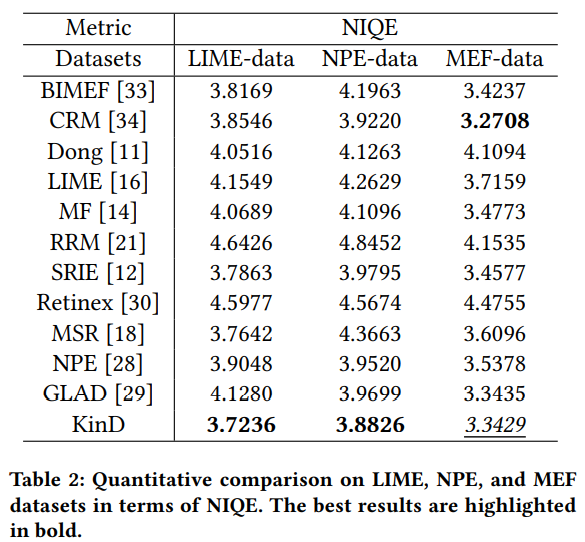 Metric NIQE
Datasets LIME-data NPE-data MEF-data
BIMEF [33] 3.8169 4.1963 3.4237
CRM [34] 3.8546 3.9220 3.2708
Dong [11] 4.0516 4.1263 4.1094
LIME [16] 4.1549 4.2629 3.7159
MF [14] 4.0689 4.1096 3.4773
RRM [21] 4.6426 4.8452 4.1535
SRIE [12] 3.7863 3.9795 3.4577
Retinex [30] 4.5977 4.5674 4.4755
MSR [18] 3.7642 4.3663 3.6096
NPE [28] 3.9048 3.9520 3.5378
GLAD [29] 4.1280 3.9699 3.3435
KinD 3.7236 3.8826 3.3429
Table 2: Quantitative comparison on LIME, NPE, and MEF
datasets in terms of NIQE. The best results are highlighted
in bold.